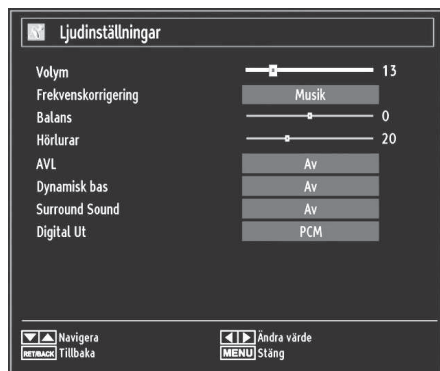 Ljudinställningar
Volym 13
Frekvenskorrigering Musik
Balans 0
Hörlurar 20
AVL Av
Dynamisk bas Av
Surround Sound Av
Digital Ut PCM
Navigera Ändra värde
RET/BACK Tillbaka MENU Stäng